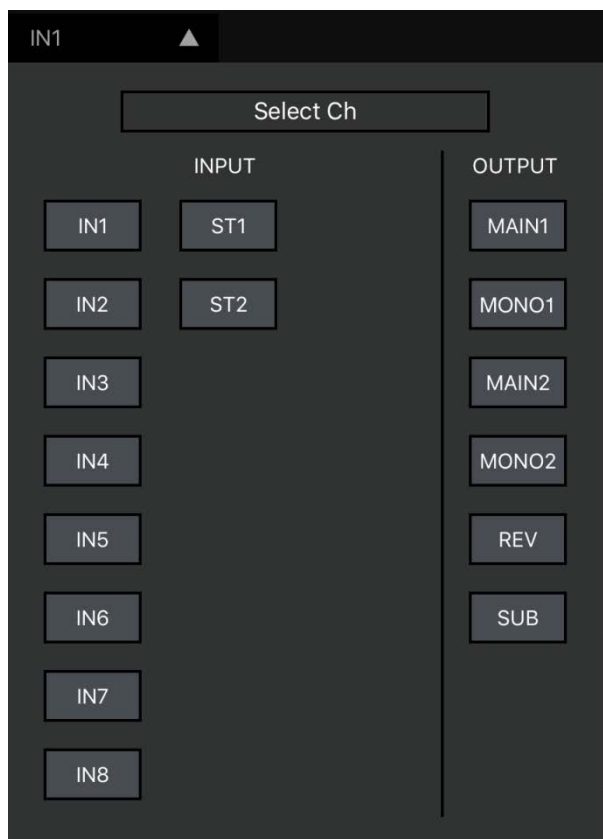 IN1 ▲
Select Ch
INPUT OUTPUT
IN1 ST1 MAIN1
IN2 ST2 MONO1
IN3 MAIN2
IN4 MONO2
IN5 REV
IN6 SUB
IN7
IN8